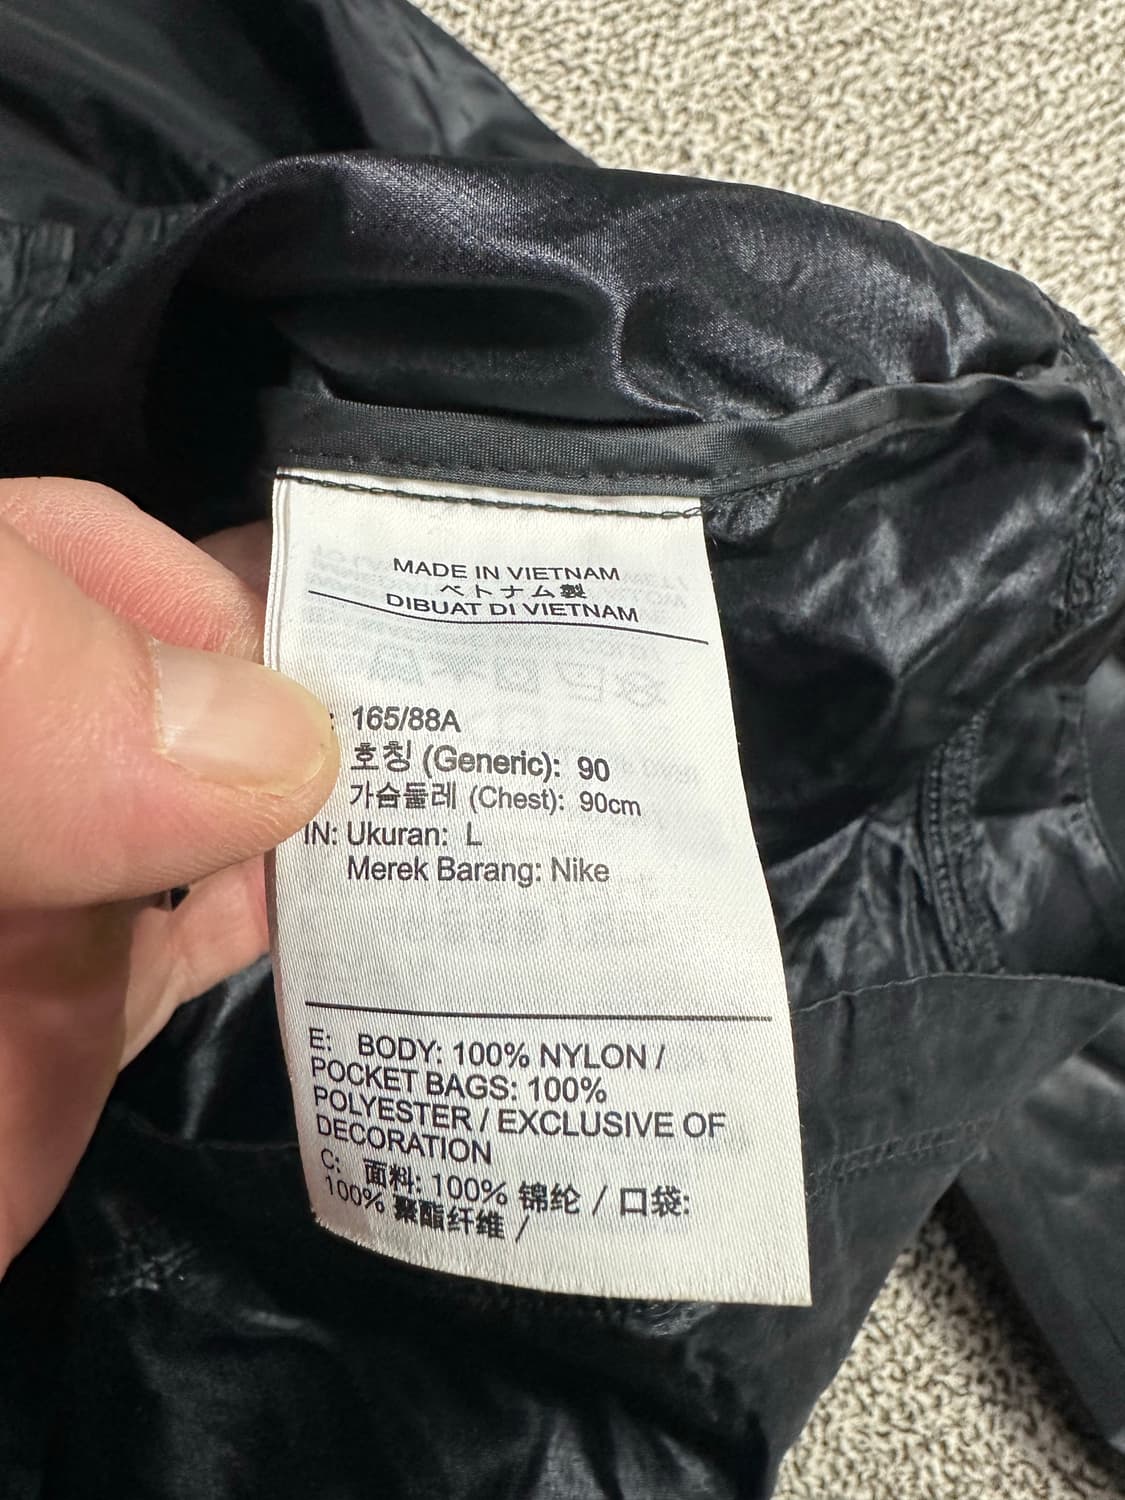 MADE IN VIETNAM
ベトナム製
DIBUAT DI VIETNAM
: 165/88A
호칭 (Generic): 90
가슴둘레 (Chest): 90cm
IN: Ukuran: L
Merek Barang: Nike
E: BODY: 100% NYLON /
POCKET BAGS: 100%
POLYESTER / EXCLUSIVE OF
DECORATION
C: 面料: 100% 锦纶 / 口袋:
100% 聚酯纤维 /